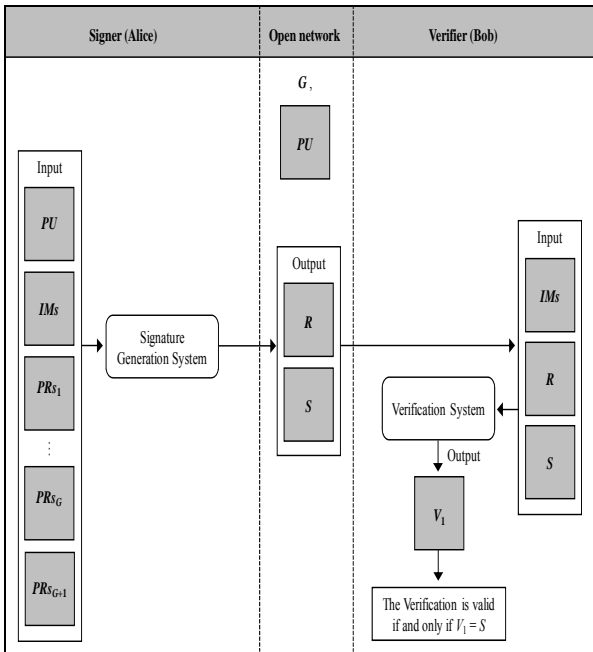 Signer (Alice)
Open network
Verifier (Bob)
G ,
PU
Input
PU
IMs
PRs1
⋮
PRsG
PRsG+1
Signature
Generation System
Output
R
S
Input
IMs
R
S
Verification System
Output
V1
The Verification is valid
if and only if V1 = S